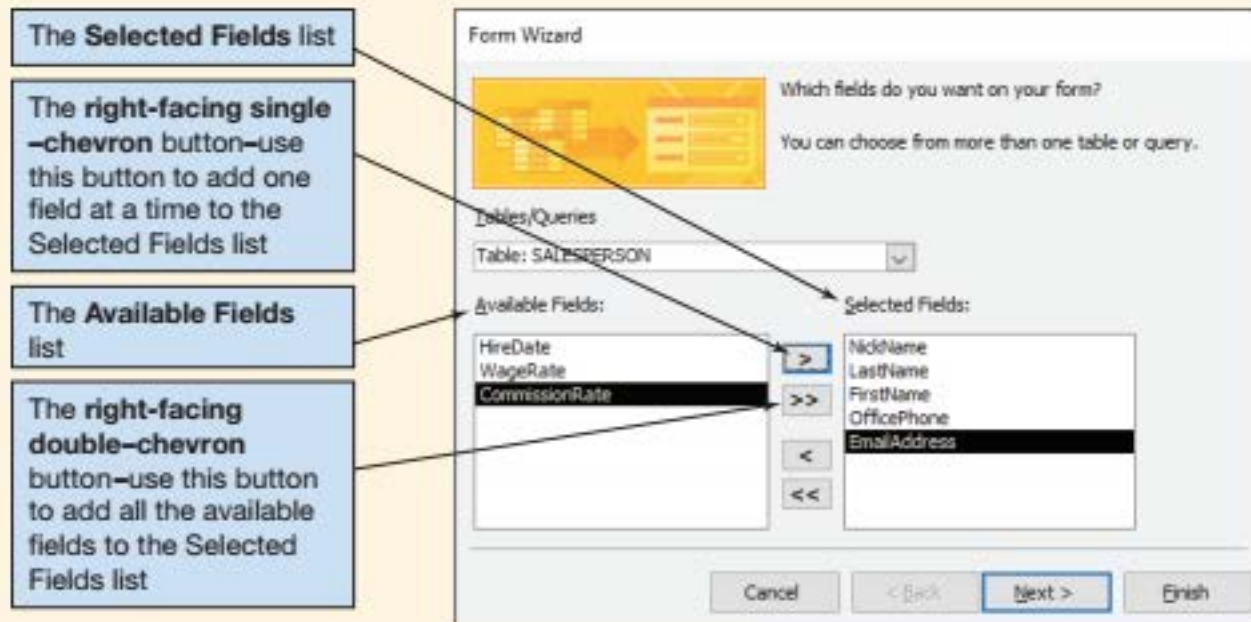 The Selected Fields list
The right-facing single
–chevron button–use
this button to add one
field at a time to the
Selected Fields list
The Available Fields
list
The right-facing
double–chevron
button–use this button
to add all the available
fields to the Selected
Fields list
Form Wizard
Which fields do you want on your form?
You can choose from more than one table or query.
Tables/Queries
Table: SALESPERSON
Available Fields:
HireDate
WageRate
CommissionRate
>
>>
<
<<
Selected Fields:
NickName
LastName
FirstName
OfficePhone
EmailAddress
Cancel
< Back
Next >
Finish